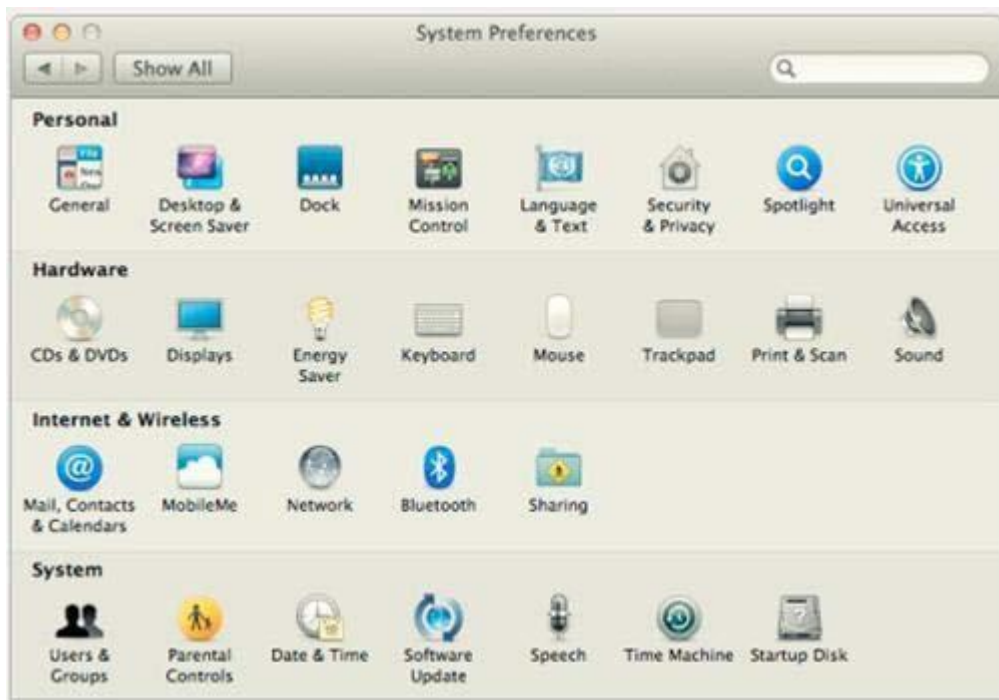 System Preferences
Show All
Personal
General
Desktop &
Screen Saver
Dock
Mission
Control
Language
& Text
Security
& Privacy
Spotlight
Universal
Access
Hardware
CDs & DVDs
Displays
Energy
Saver
Keyboard
Mouse
Trackpad
Print & Scan
Sound
Internet & Wireless
Mail, Contacts
& Calendars
MobileMe
Network
Bluetooth
Sharing
System
Users &
Groups
Parental
Controls
Date & Time
Software
Update
Speech
Time Machine
Startup Disk